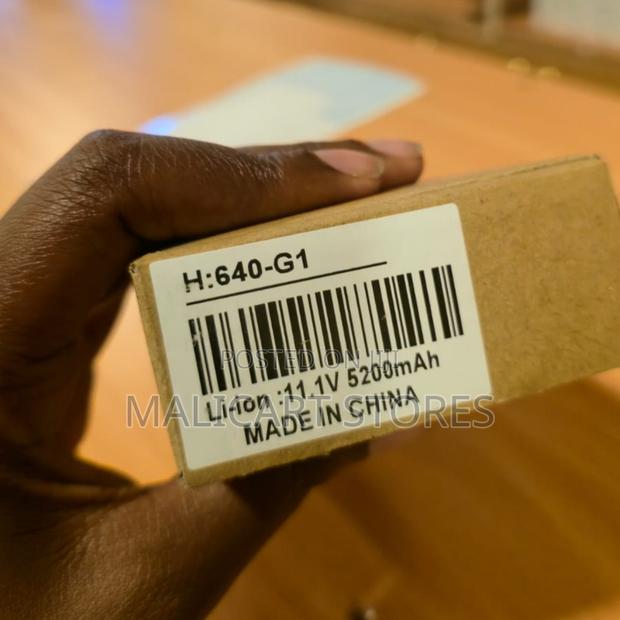 H:640-G1
POSTED ON JIJI
Li-ion :11.1V 5200mAh
MALICART STORES
MADE IN CHINA